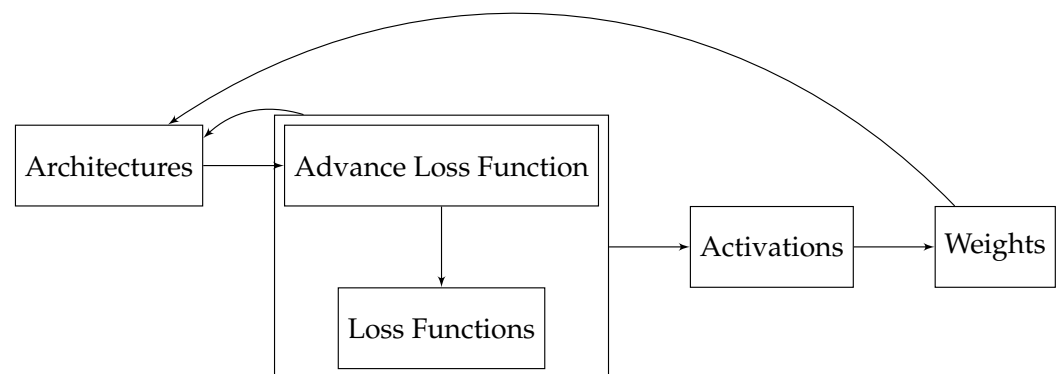 Architectures
Advance Loss Function
Loss Functions
Activations
Weights